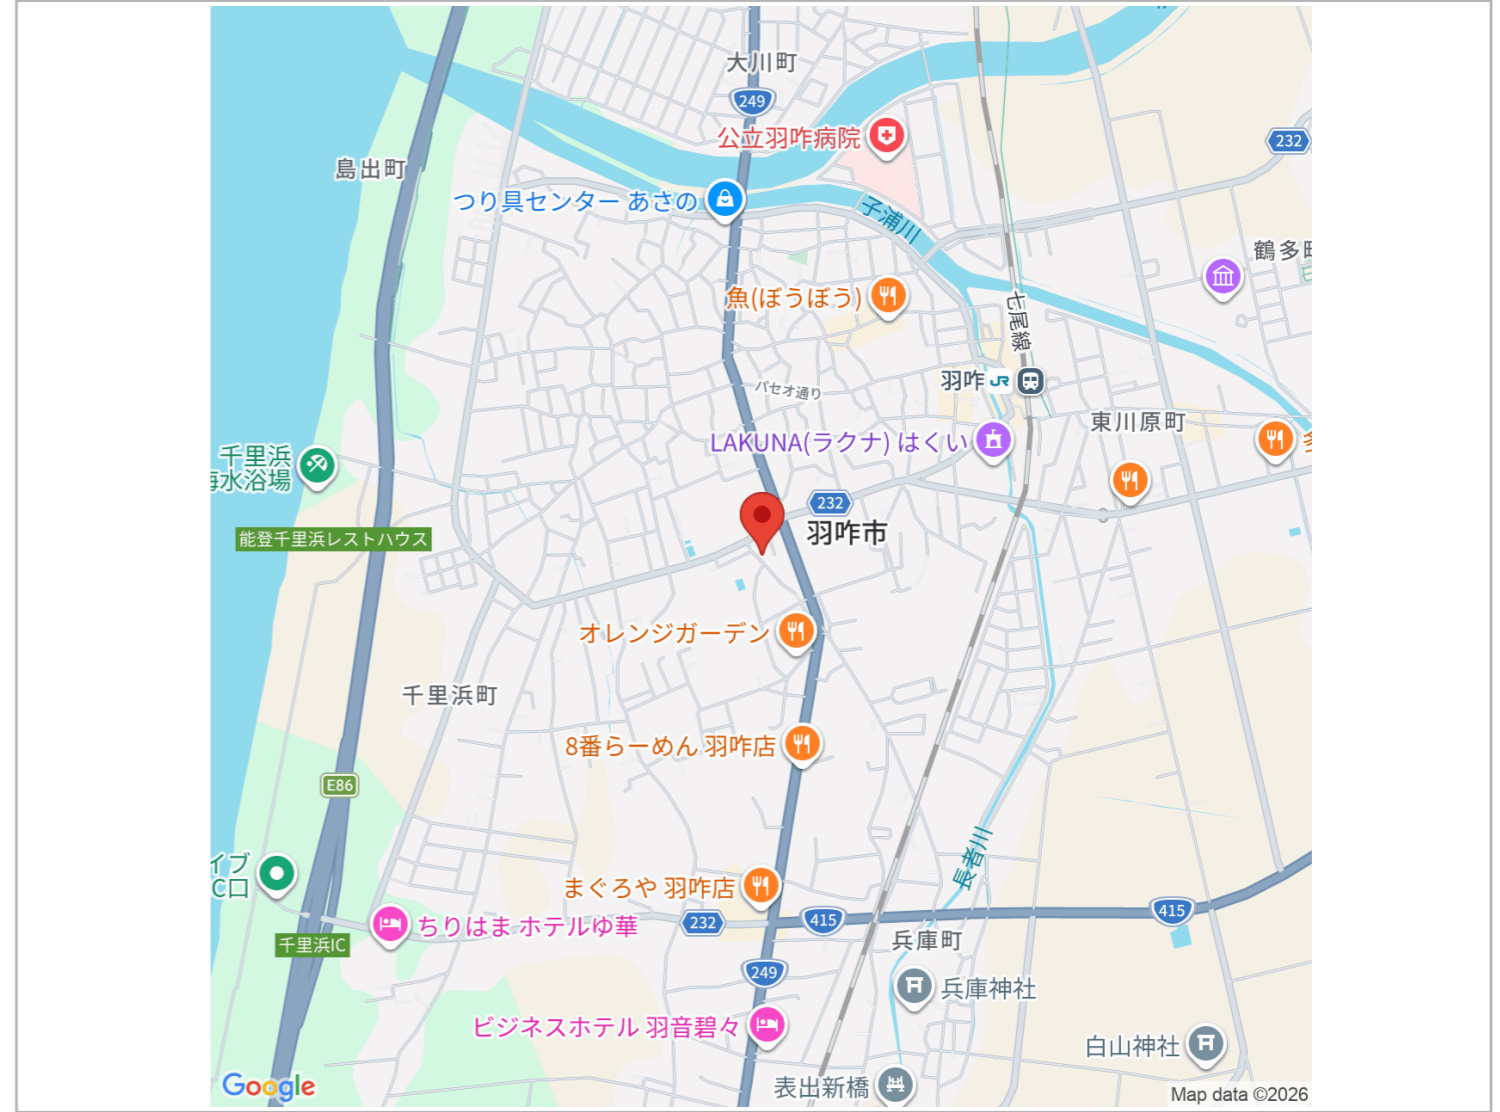 大川町
249
公立羽咋病院
232
島出町
つり具センター あさの
子浦川
鶴多町
魚(ぼうぼう)
七尾線
羽咋 JR
パセオ通り
東川原町
LAKUNA(ラクナ) はくい
千里浜
海水浴場
232
羽咋市
能登千里浜レストハウス
オレンジガーデン
千里浜町
8番らーめん 羽咋店
E86
長者川
イブ
C口
まぐろや 羽咋店
ちりはま ホテルゆ華
232
415
415
千里浜IC
兵庫町
249
兵庫神社
ビジネスホテル 羽音碧々
白山神社
表出新橋
Google
Map data ©2026